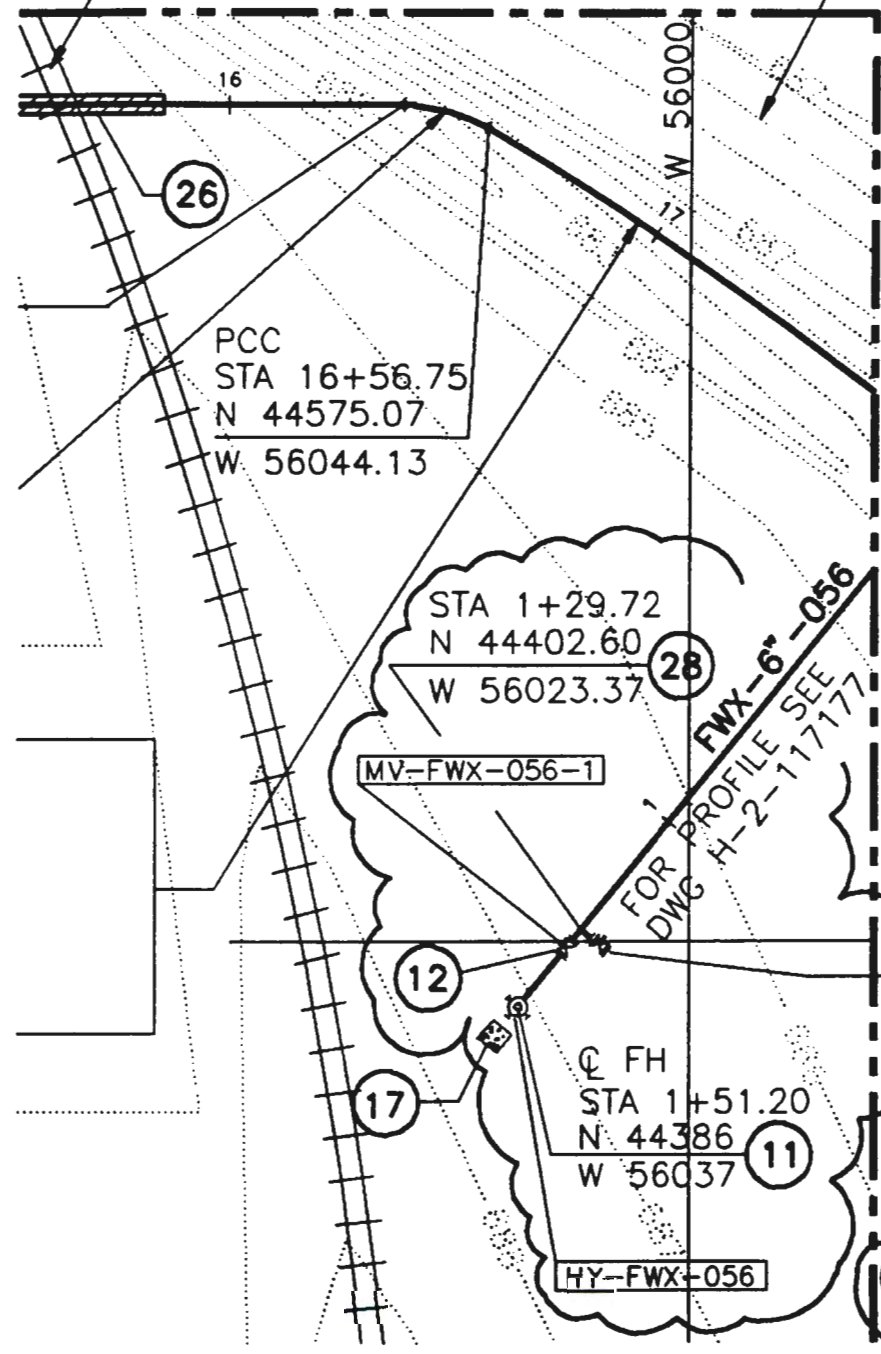 16
W 56000
26
17
PCC
STA 16+56.75
N 44575.07
W 56044.13
STA 1+29.72
N 44402.60
W 56023.37
28
FWX-6"-056
FOR PROFILE SEE
DWG H-2-117177
MV-FWX-056-1
1
12
17
℄ FH
STA 1+51.20
N 44386
W 56037
11
HY-FWX-056